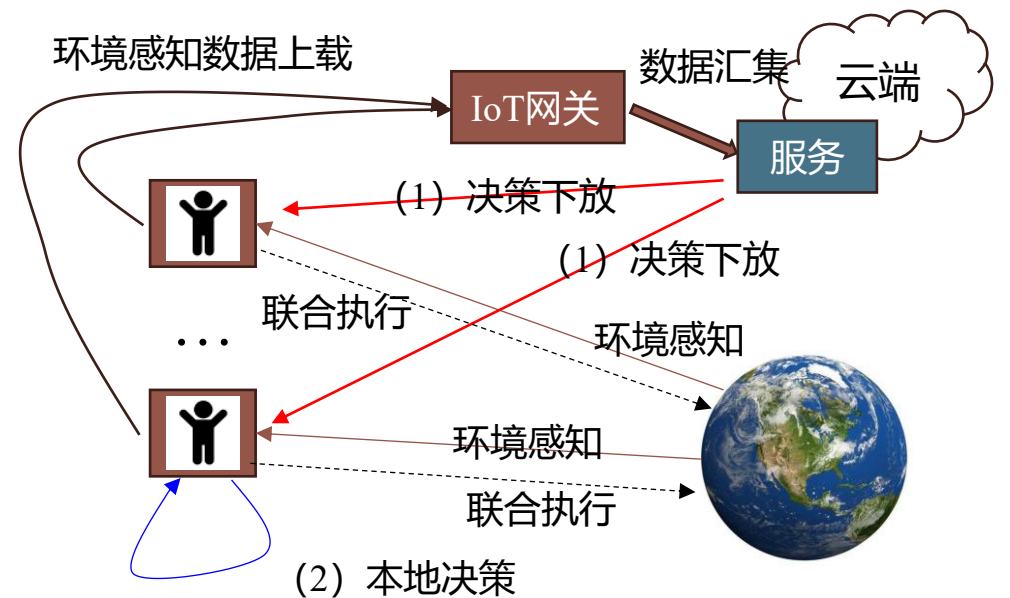 环境感知数据上载
IoT网关
数据汇集
云端
服务
（1）决策下放
（1）决策下放
联合执行
环境感知
...
环境感知
联合执行
（2）本地决策